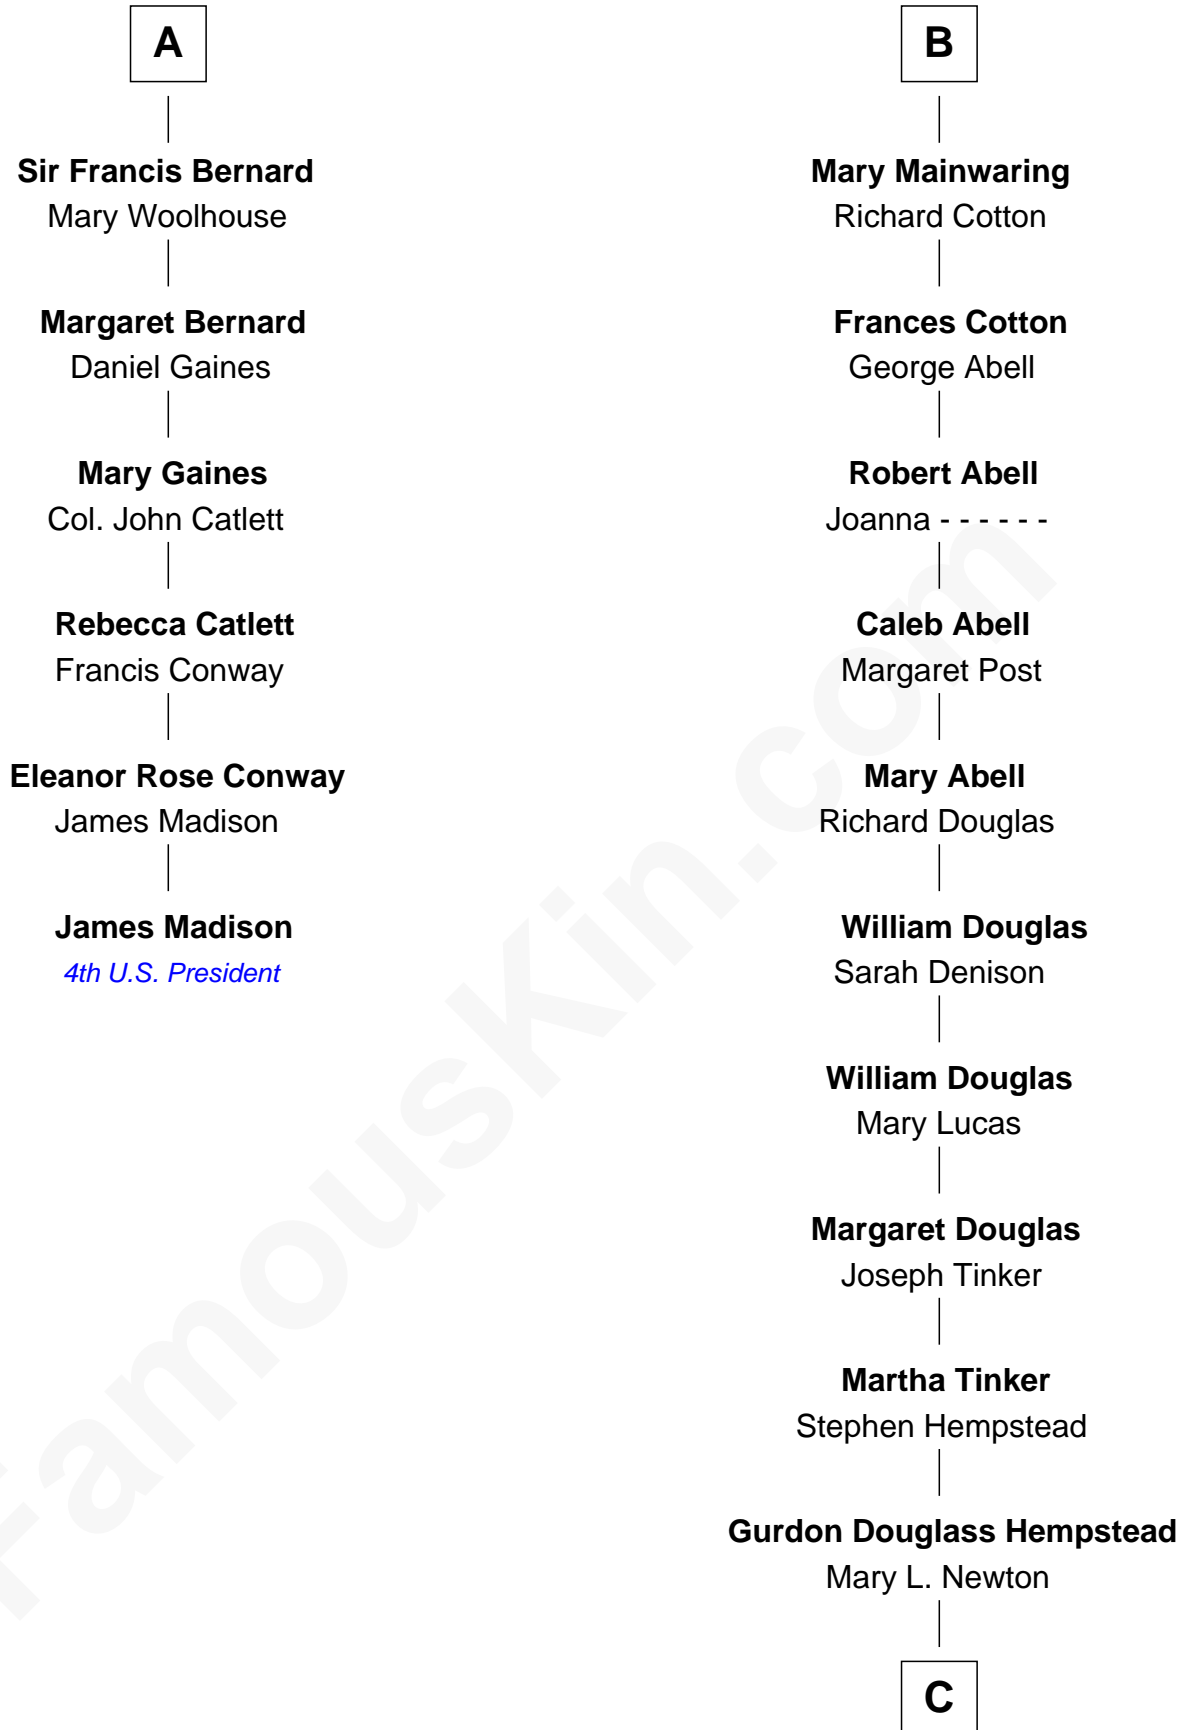 A
Sir Francis Bernard
Mary Woolhouse
Margaret Bernard
Daniel Gaines
Mary Gaines
Col. John Catlett
Rebecca Catlett
Francis Conway
Eleanor Rose Conway
James Madison
James Madison
4th U.S. President
B
Mary Mainwaring
Richard Cotton
Frances Cotton
George Abell
Robert Abell
Joanna - - - - - -
Caleb Abell
Margaret Post
Mary Abell
Richard Douglas
William Douglas
Sarah Denison
William Douglas
Mary Lucas
Margaret Douglas
Joseph Tinker
Martha Tinker
Stephen Hempstead
Gurdon Douglass Hempstead
Mary L. Newton
C
FamousKin.com